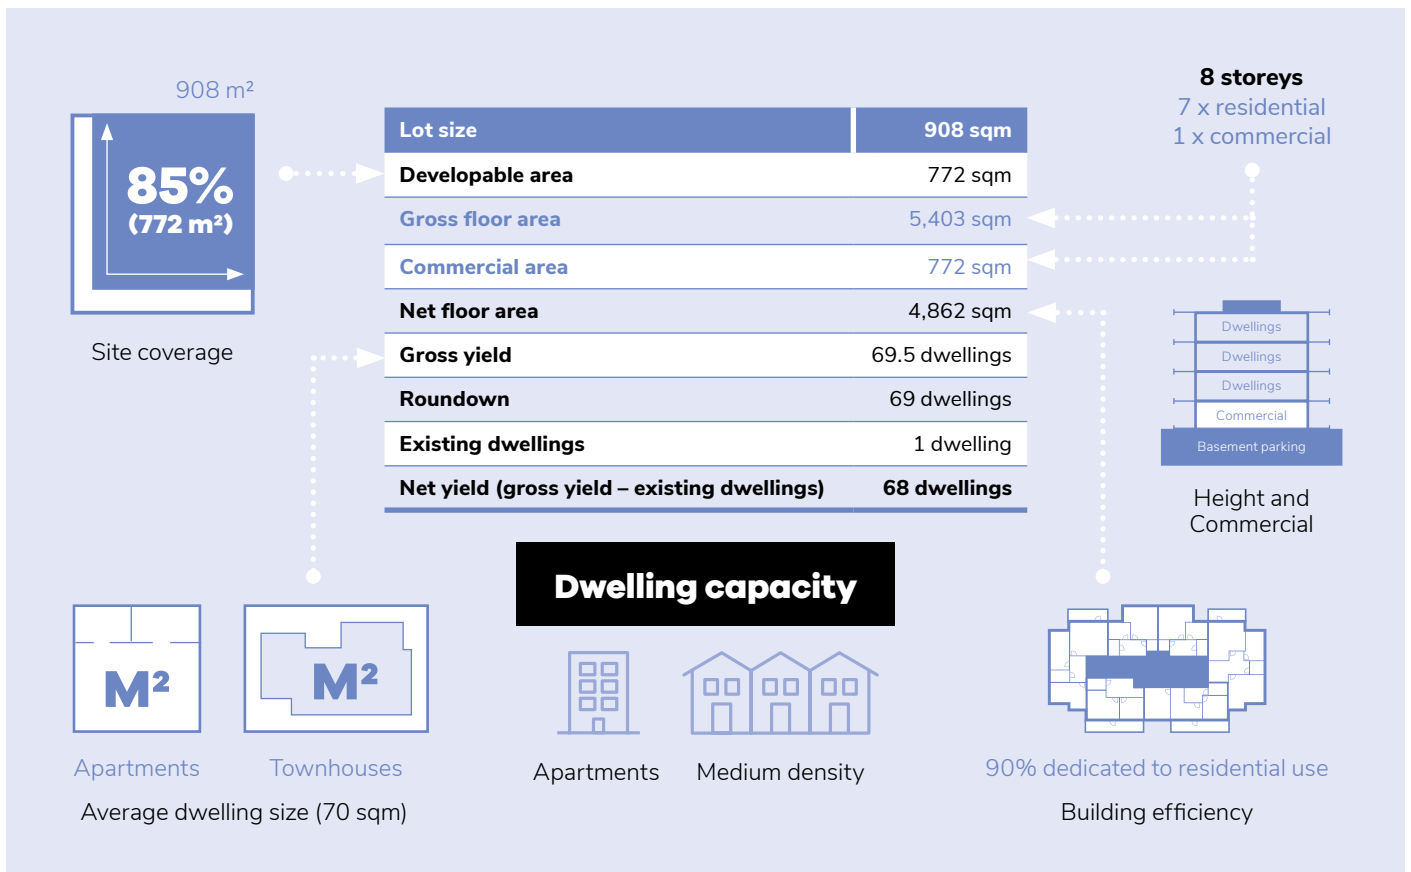 908 m²
85%
(772 m²)
Site coverage
Lot size 908 sqm
Developable area 772 sqm
Gross floor area 5,403 sqm
Commercial area 772 sqm
Net floor area 4,862 sqm
Gross yield 69.5 dwellings
Roundown 69 dwellings
Existing dwellings 1 dwelling
Net yield (gross yield – existing dwellings) 68 dwellings
8 storeys
7 x residential
1 x commercial
Dwellings
Dwellings
Dwellings
Commercial
Basement parking
Height and
Commercial
Dwelling capacity
M²
M²
Apartments
Townhouses
Average dwelling size (70 sqm)
Apartments
Medium density
90% dedicated to residential use
Building efficiency